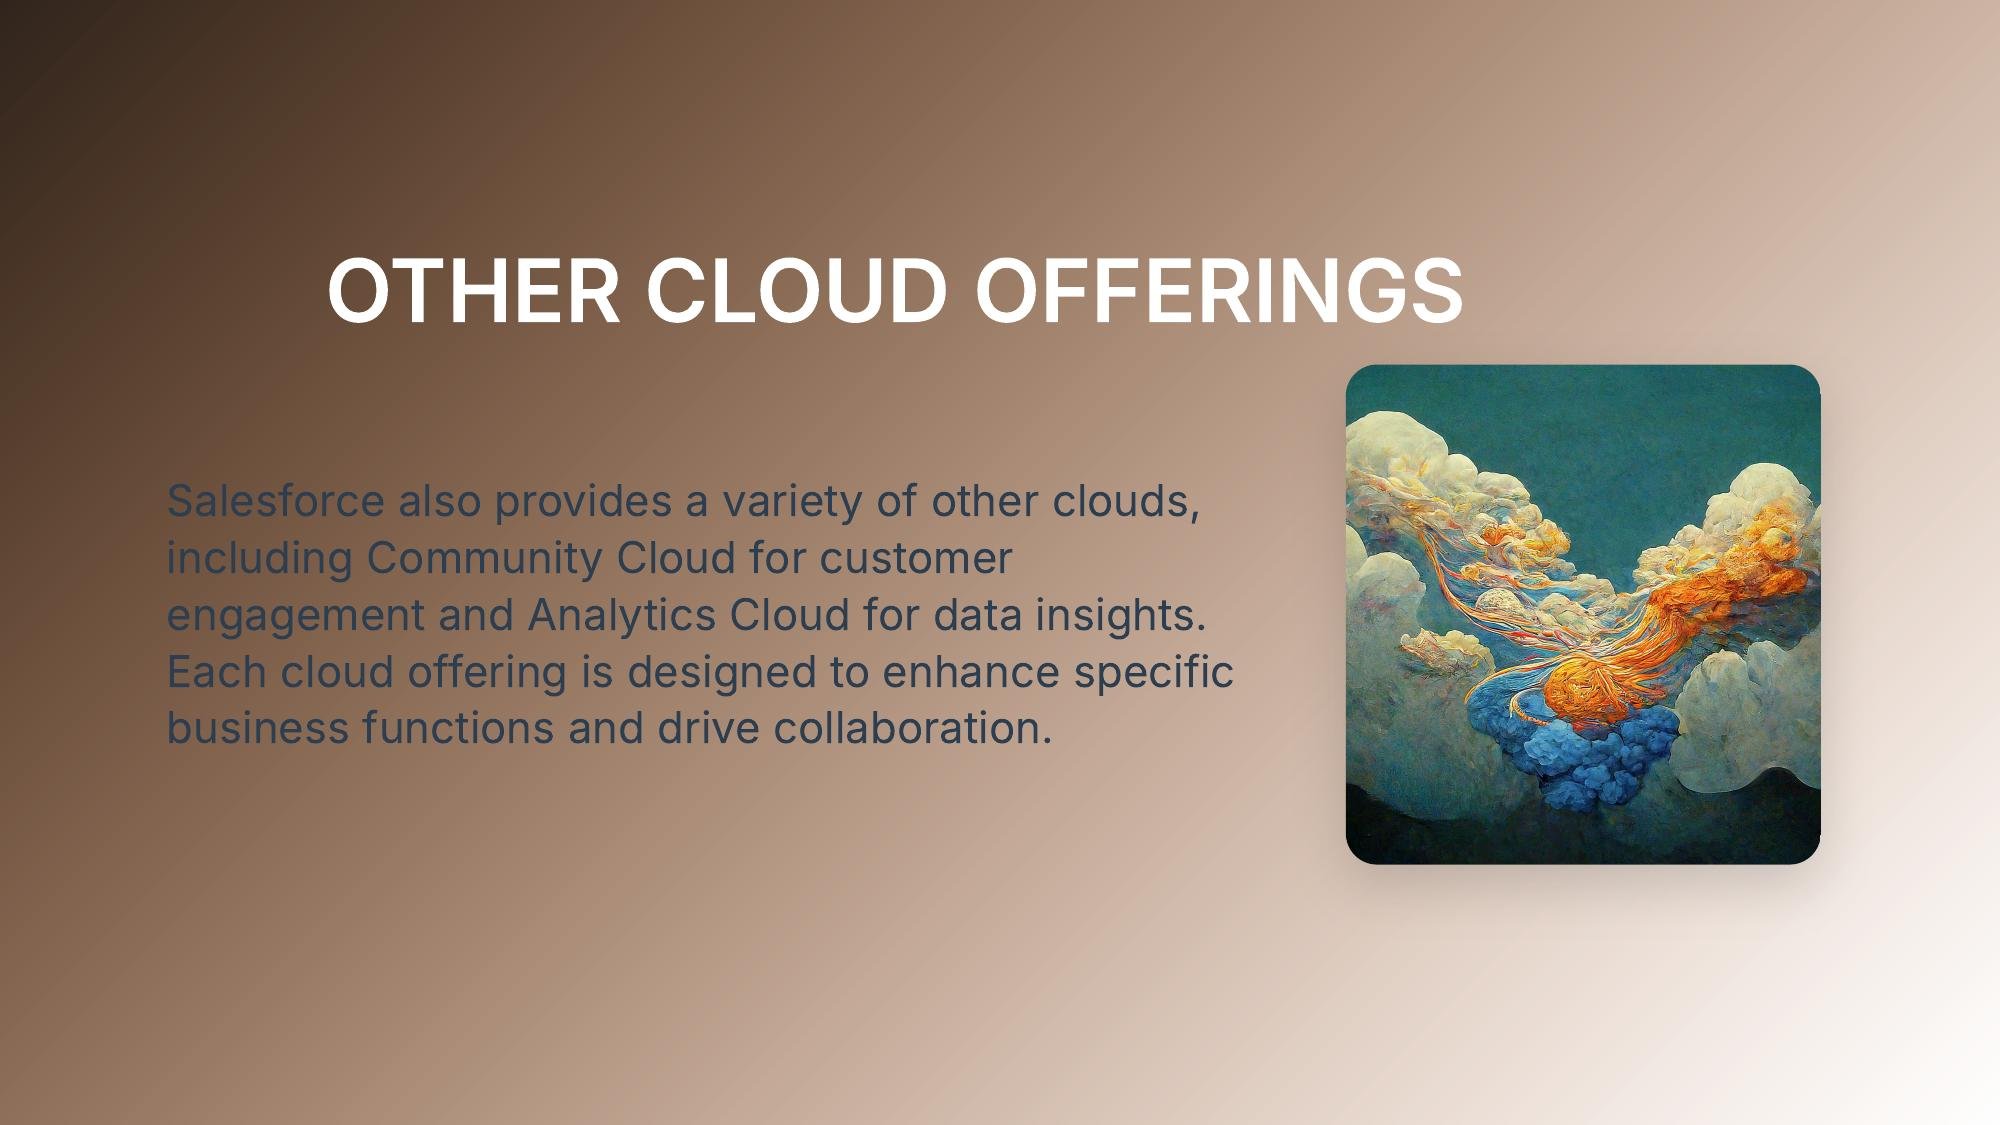 OTHER CLOUD OFFERINGS
Salesforce also provides a variety of other clouds,
including Community Cloud for customer
engagement and Analytics Cloud for data insights.
Each cloud offering is designed to enhance specific
business functions and drive collaboration.